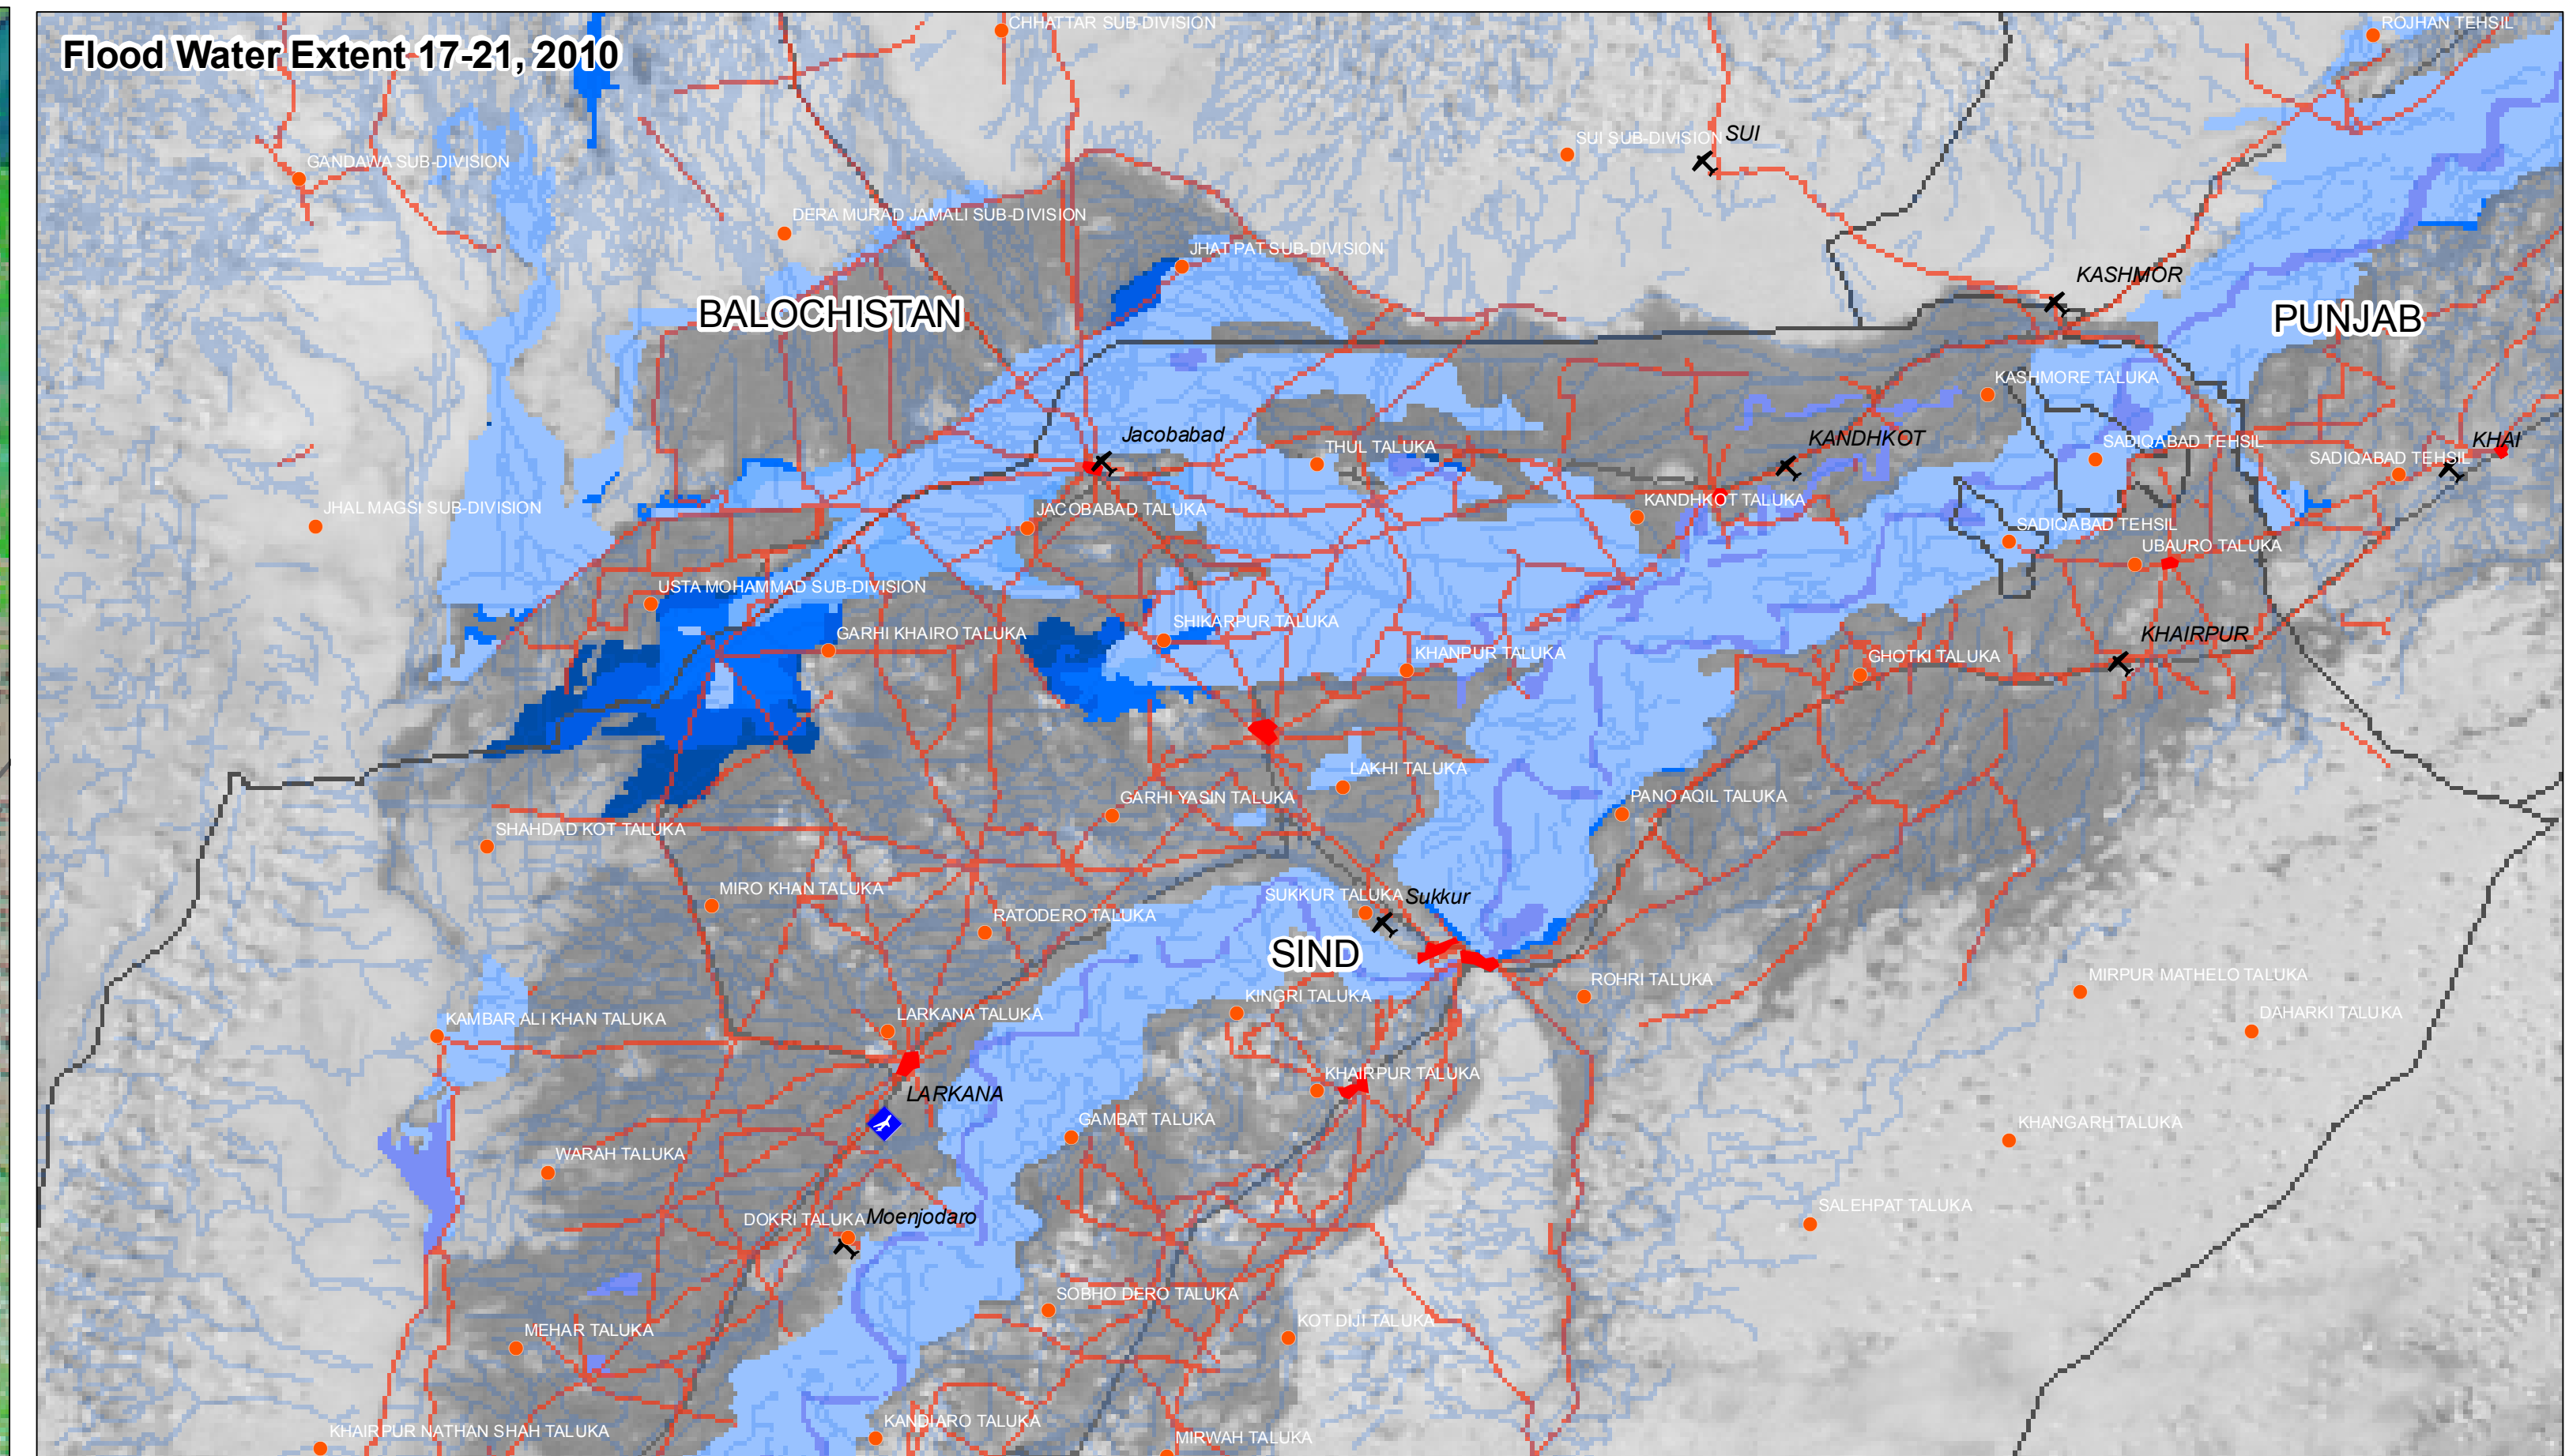 CHHATTAR SUB-DIVISION
ROJHAN TEHSIL
Flood Water Extent 17-21, 2010
SUI SUB-DIVISION
SUI
GANDAWA SUB-DIVISION
DERA MURAD JAMALI SUB-DIVISION
JHAT PAT SUB-DIVISION
KASHMOR
BALOCHISTAN
PUNJAB
KASHMORE TALUKA
Jacobabad
THUL TALUKA
KANDHKOT
SADIQABAD TEHSIL
KHAI
SADIQABAD TEHSIL
JHAL MAGSI SUB-DIVISION
JACOBABAD TALUKA
KANDHKOT TALUKA
SADIQABAD TEHSIL
UBAURO TALUKA
USTA MOHAMMAD SUB-DIVISION
GARHI KHAIRO TALUKA
SHIKARPUR TALUKA
KHANPUR TALUKA
GHOTKI TALUKA
KHAIRPUR
LAKHI TALUKA
GARHI YASIN TALUKA
PANO AQIL TALUKA
SHAHDAD KOT TALUKA
MIRO KHAN TALUKA
RATODERO TALUKA
SUKKUR TALUKA
Sukkur
SIND
ROHRI TALUKA
MIRPUR MATHELO TALUKA
KINGRI TALUKA
KAMBAR ALI KHAN TALUKA
LARKANA TALUKA
DAHARKI TALUKA
KHAIRPUR TALUKA
LARKANA
GAMBAT TALUKA
KHANGARH TALUKA
WARAH TALUKA
SALEHPAT TALUKA
DOKRI TALUKA
Moenjodaro
SOBHO DERO TALUKA
KOT DIJI TALUKA
MEHAR TALUKA
KHAIRPUR NATHAN SHAH TALUKA
KANDIARO TALUKA
MIRWAH TALUKA